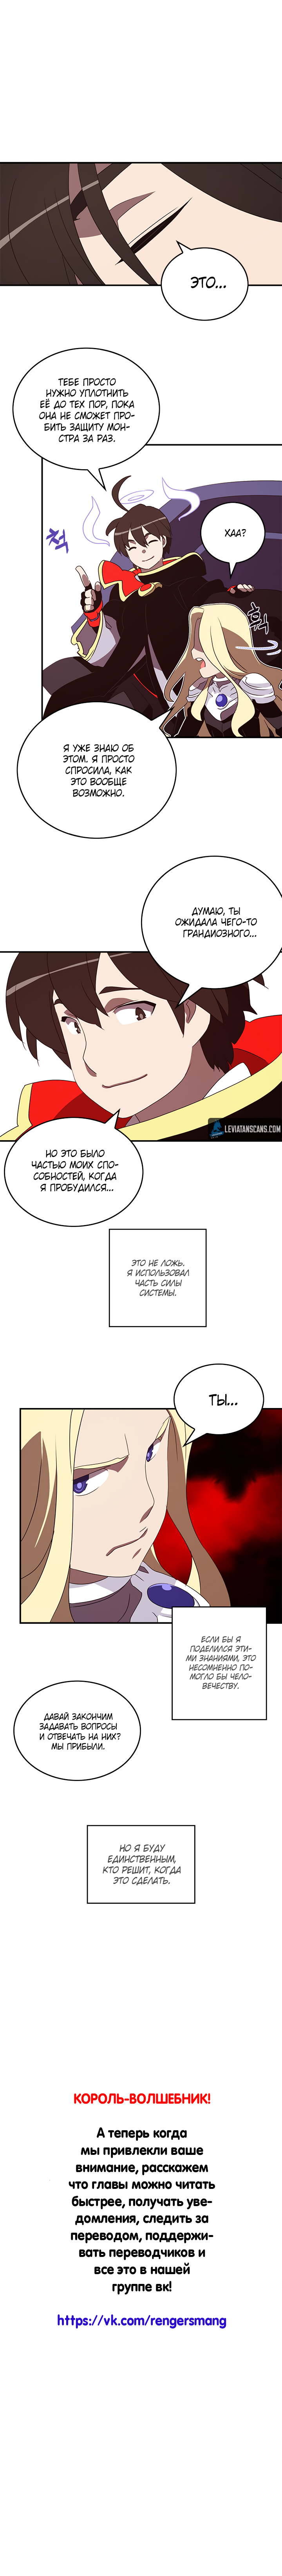 ЭТО...
ТЕБЕ ПРОСТО
НУЖНО УПЛОТНИТЬ
ЕЁ ДО ТЕХ ПОР, ПОКА
ОНА НЕ СМОЖЕТ ПРО-
БИТЬ ЗАЩИТУ МОН-
СТРА ЗА РАЗ.
척
ХАА?
휙
Я УЖЕ ЗНАЮ ОБ
ЭТОМ. Я ПРОСТО
СПРОСИЛА, КАК
ЭТО ВООБЩЕ
ВОЗМОЖНО.
ДУМАЮ, ТЫ
ОЖИДАЛА ЧЕГО-ТО
ГРАНДИОЗНОГО...
LEVIATANSCANS.COM
НО ЭТО БЫЛО
ЧАСТЬЮ МОИХ СПО-
СОБНОСТЕЙ, КОГДА
Я ПРОБУДИЛСЯ...
ЭТО НЕ ЛОЖЬ.
Я ИСПОЛЬЗОВАЛ
ЧАСТЬ СИЛЫ
СИСТЕМЫ.
ТЫ...
ЕСЛИ БЫ Я
ПОДЕЛИЛСЯ ЭТИ-
МИ ЗНАНИЯМИ, ЭТО
НЕСОМНЕННО ПО-
МОГЛО БЫ ЧЕЛО-
ВЕЧЕСТВУ.
ДАВАЙ ЗАКОНЧИМ
ЗАДАВАТЬ ВОПРОСЫ
И ОТВЕЧАТЬ НА НИХ?
МЫ ПРИБЫЛИ.
НО Я БУДУ
ЕДИНСТВЕННЫМ,
КТО РЕШИТ, КОГДА
ЭТО СДЕЛАТЬ.
КОРОЛЬ-ВОЛШЕБНИК!
А теперь когда
мы привлекли ваше
внимание, расскажем
что главы можно читать
быстрее, получать уве-
домления, следить за
переводом, поддержи-
вать переводчиков и
все это в нашей
группе вк!
https://vk.com/rengersmang